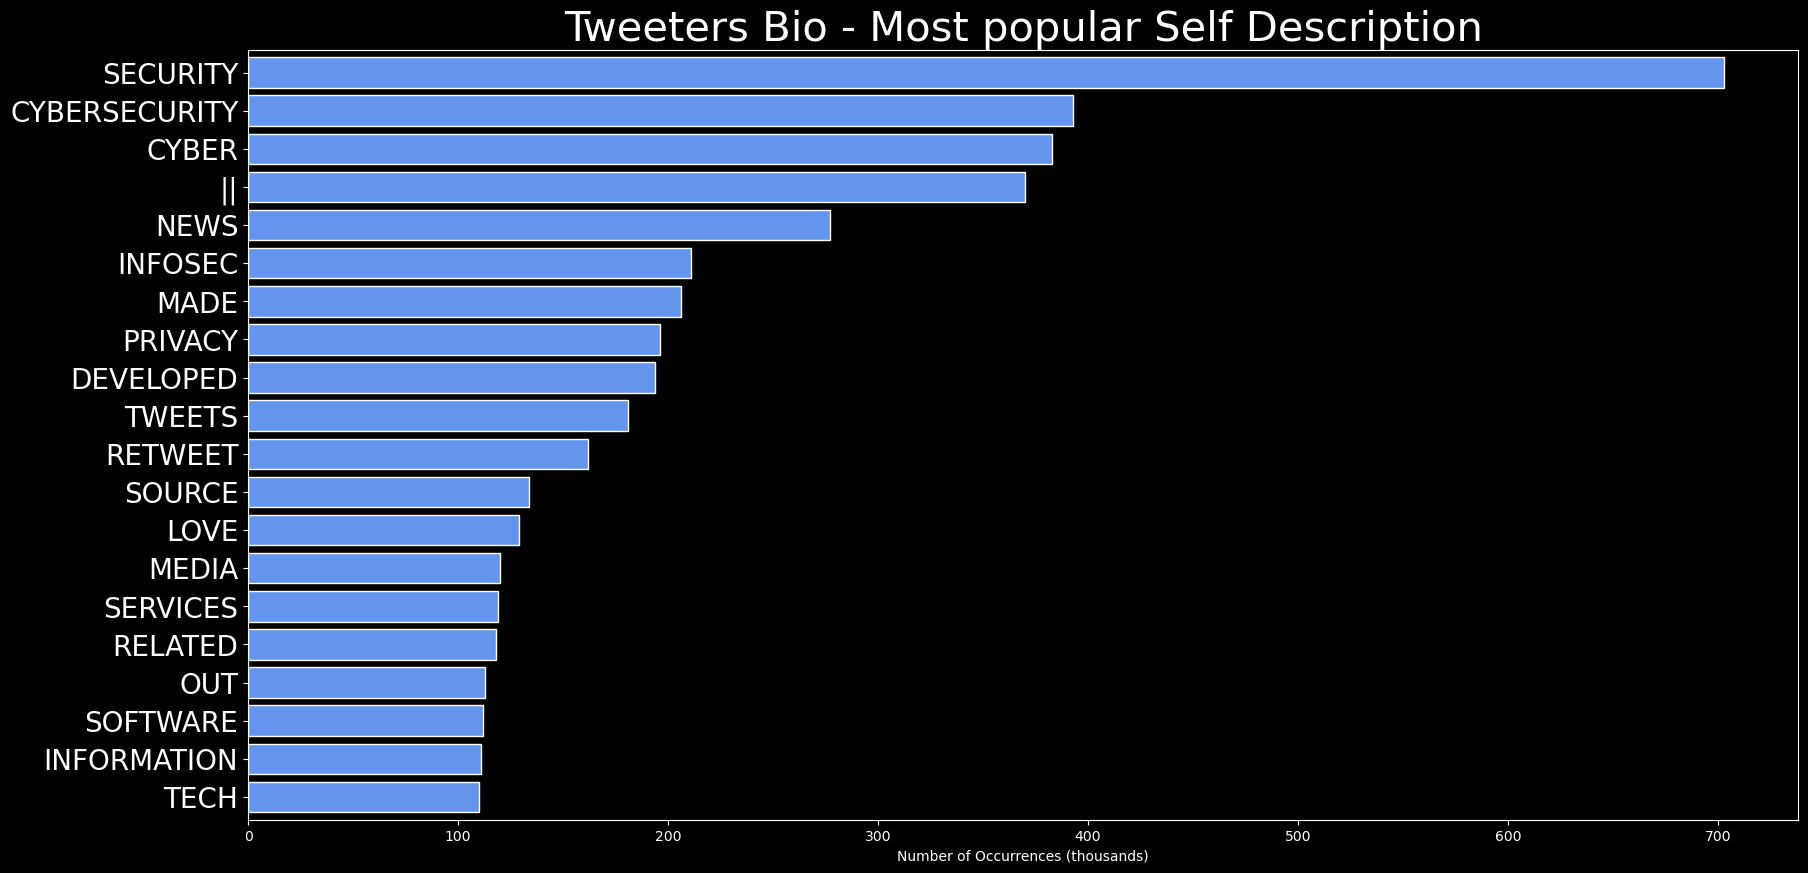 Tweeters Bio - Most popular Self Description
SECURITY
CYBERSECURITY
CYBER
||
NEWS
INFOSEC
MADE
PRIVACY
DEVELOPED
TWEETS
RETWEET
SOURCE
LOVE
MEDIA
SERVICES
RELATED
OUT
SOFTWARE
INFORMATION
TECH
0 100 200 300 400 500 600 700
Number of Occurrences (thousands)